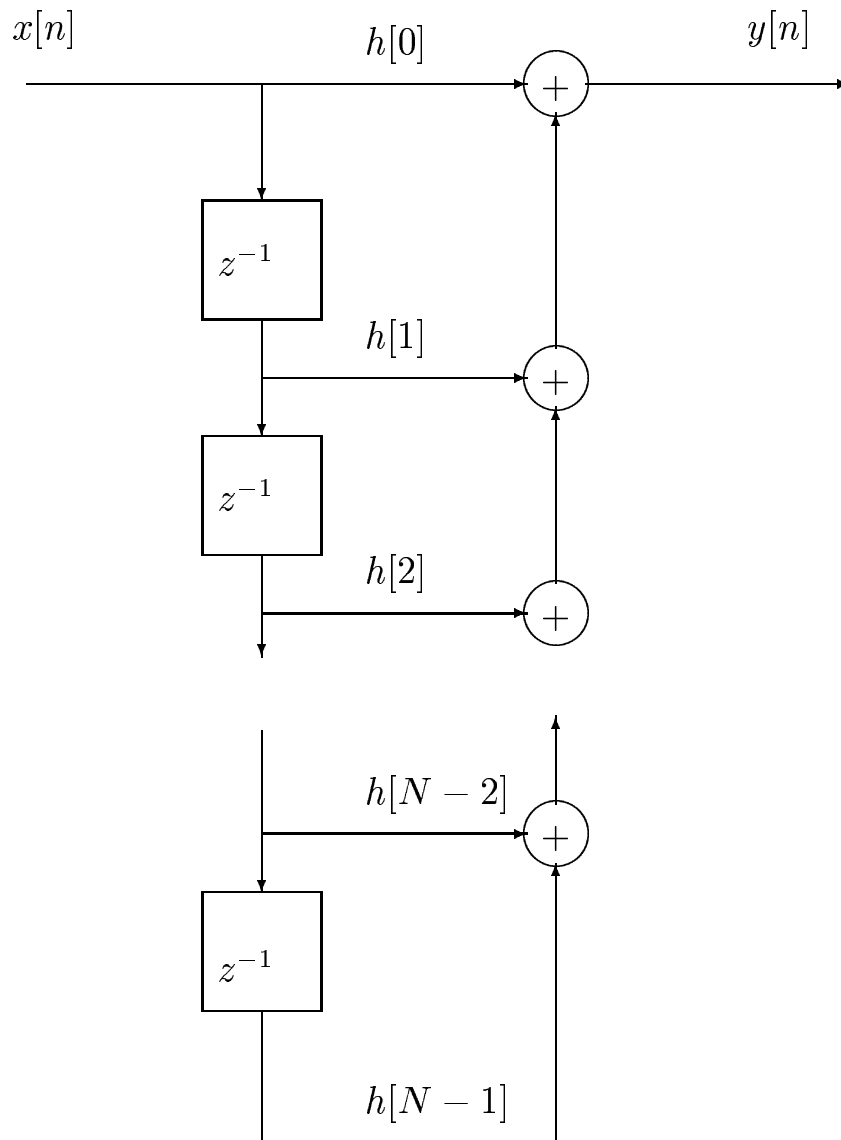 x[n] h[0] y[n]
+
z⁻¹
h[1]
+
z⁻¹
h[2]
+
h[N − 2]
+
z⁻¹
h[N − 1]